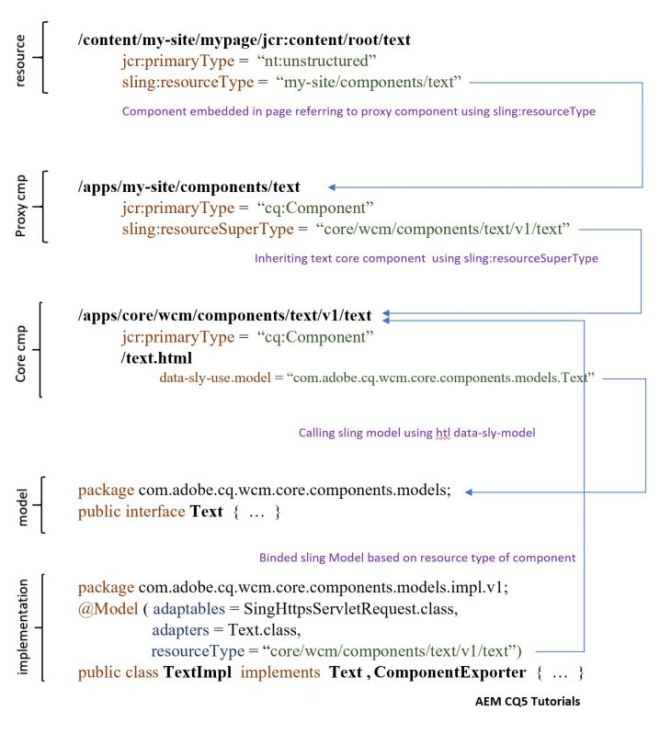 resource
/content/my-site/mypage/jcr:content/root/text
jcr:primaryType = “nt:unstructured”
sling:resourceType = “my-site/components/text”
Component embedded in page referring to proxy component using sling:resourceType
Proxy cmp
/apps/my-site/components/text
jcr:primaryType = “cq:Component”
sling:resourceSuperType = “core/wcm/components/text/v1/text”
Inheriting text core component using sling:resourceSuperType
Core cmp
/apps/core/wcm/components/text/v1/text
jcr:primaryType = “cq:Component”
/text.html
data-sly-use.model = “com.adobe.cq.wcm.core.components.models.Text”
Calling sling model using htl data-sly-model
model
package com.adobe.cq.wcm.core.components.models;
public interface Text { ... }
Binded sling Model based on resource type of component
implementation
package com.adobe.cq.wcm.core.components.models.impl.v1;
@Model ( adaptables = SingHttpsServletRequest.class,
adapters = Text.class,
resourceType = “core/wcm/components/text/v1/text”)
public class TextImpl implements Text , ComponentExporter { ... }
AEM CQ5 Tutorials